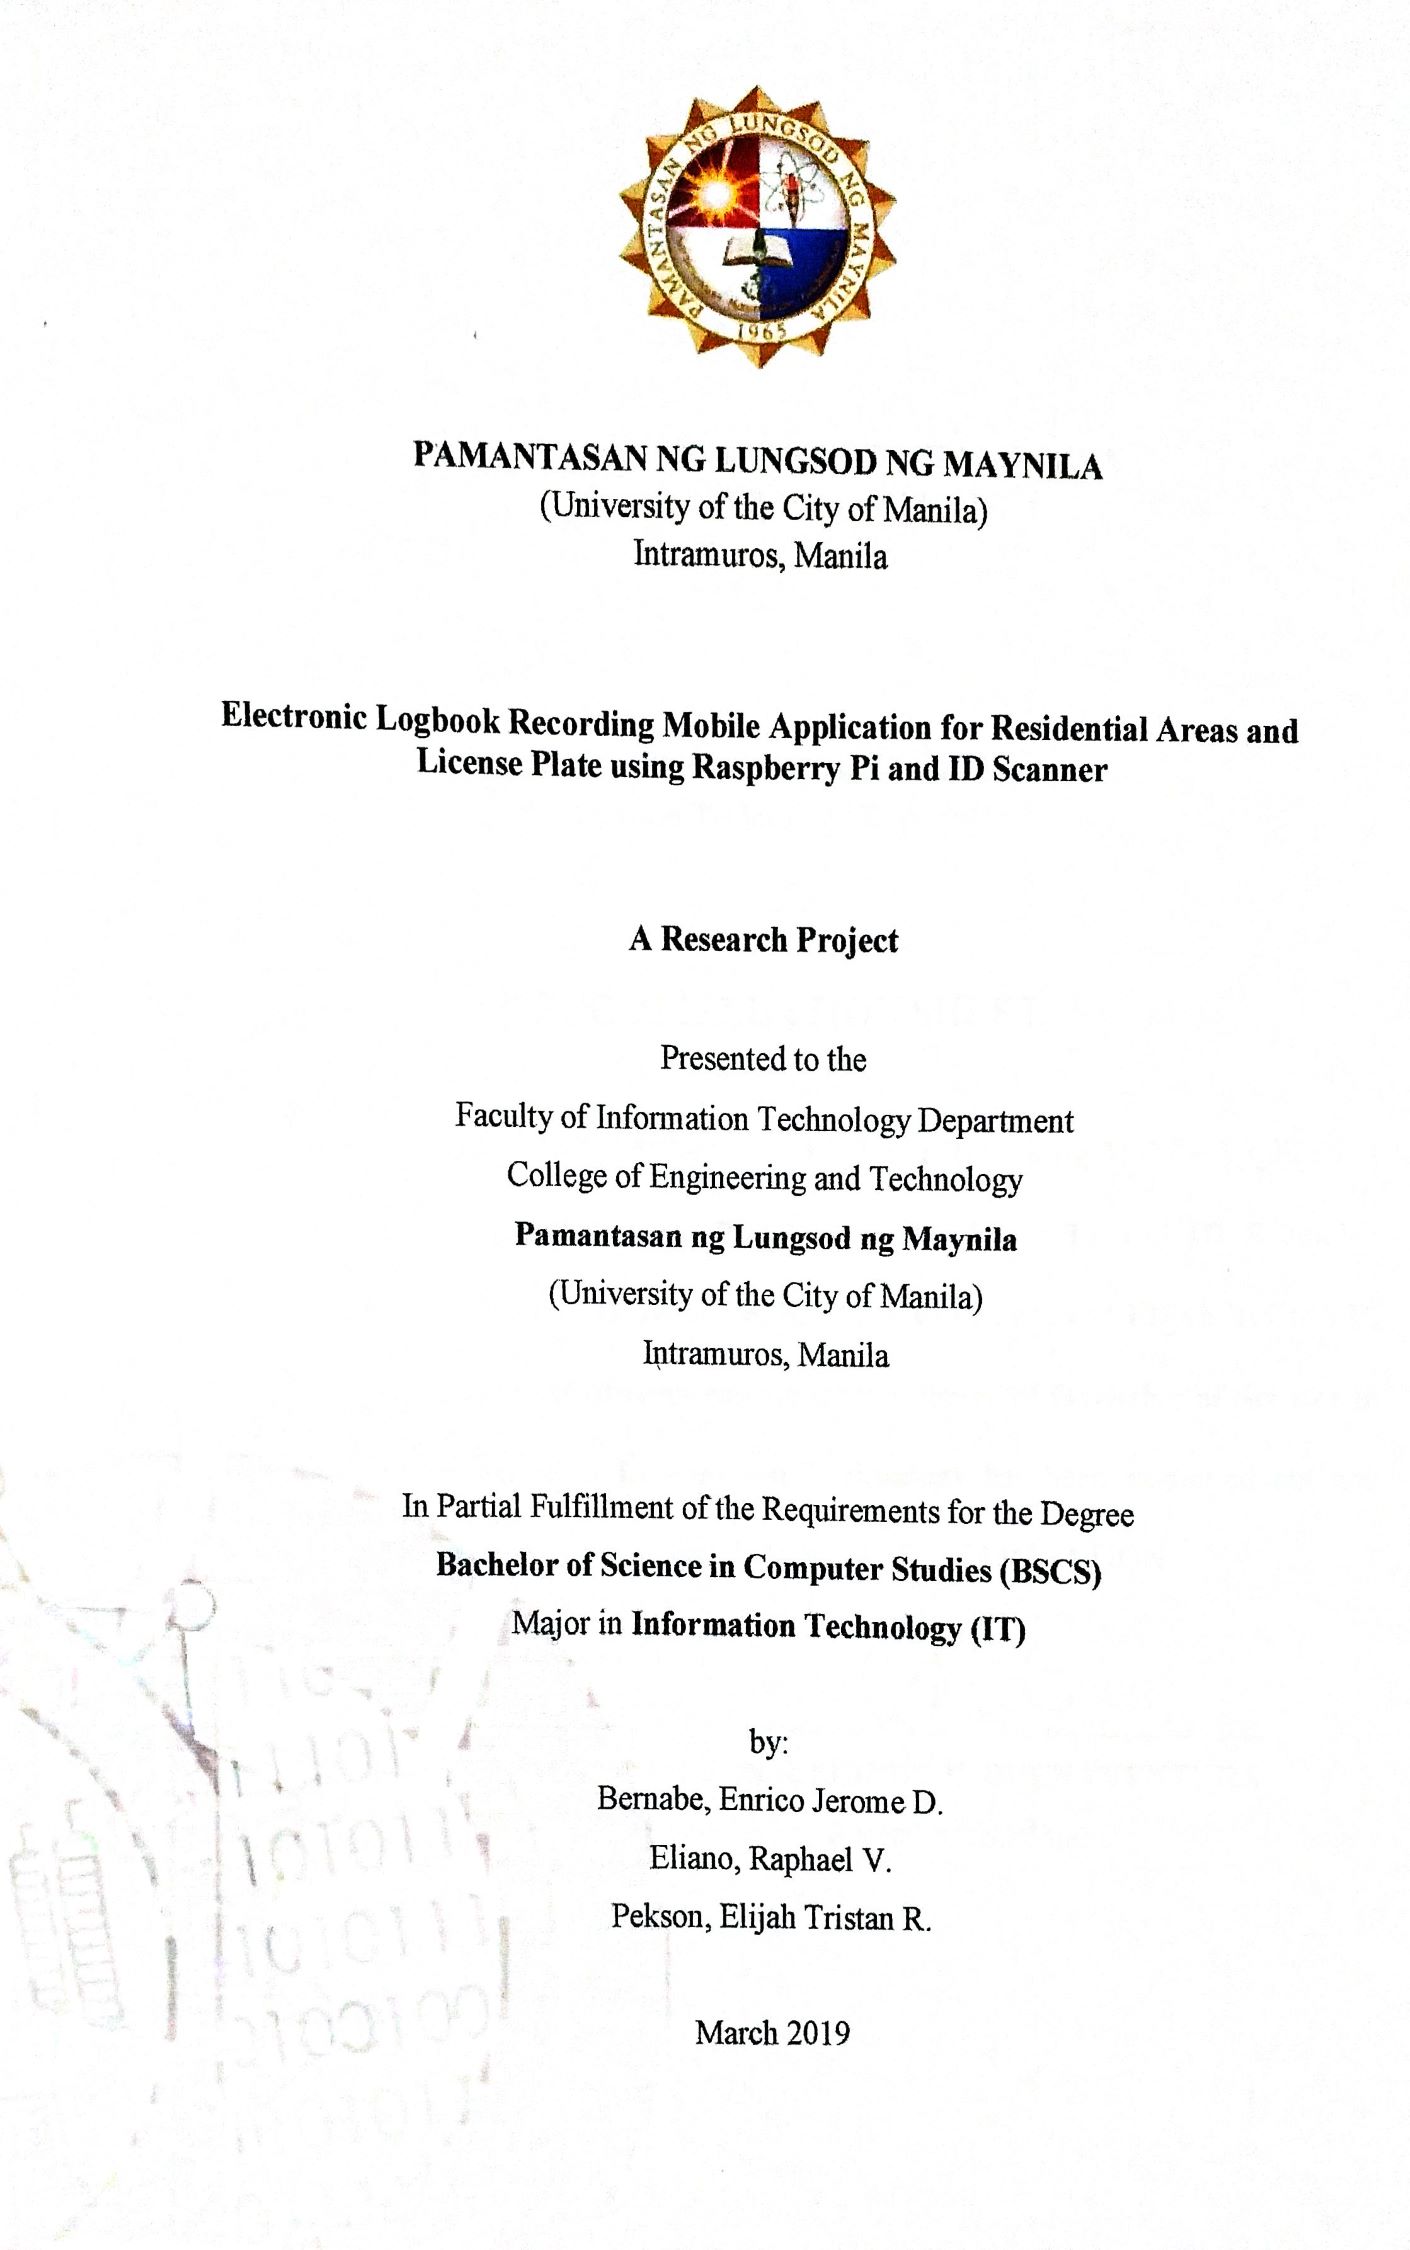 PAMANTASAN NG LUNGSOD NG MAYNILA
1965
PAMANTASAN NG LUNGSOD NG MAYNILA
(University of the City of Manila)
Intramuros, Manila
Electronic Logbook Recording Mobile Application for Residential Areas and
License Plate using Raspberry Pi and ID Scanner
A Research Project
Presented to the
Faculty of Information Technology Department
College of Engineering and Technology
Pamantasan ng Lungsod ng Maynila
(University of the City of Manila)
Intramuros, Manila
In Partial Fulfillment of the Requirements for the Degree
Bachelor of Science in Computer Studies (BSCS)
Major in Information Technology (IT)
by:
Bernabe, Enrico Jerome D.
Eliano, Raphael V.
Pekson, Elijah Tristan R.
March 2019